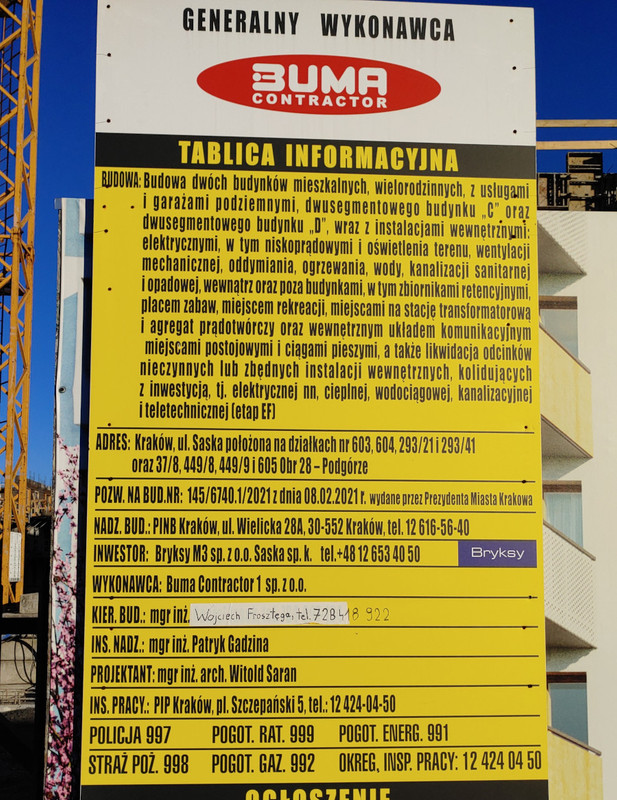 GENERALNY WYKONAWCA
BUMA
CONTRACTOR
TABLICA INFORMACYJNA
BUDOWA: Budowa dwóch budynków mieszkalnych, wielorodzinnych, z usługami
i garażami podziemnymi, dwusegmentowego budynku „C" oraz
dwusegmentowego budynku „D", wraz z instalacjami wewnętrznymi:
elektrycznymi, w tym niskoprądowymi i oświetlenia terenu, wentylacji
mechanicznej, oddymiania, ogrzewania, wody, kanalizacji sanitarnej
i opadowej, wewnątrz oraz poza budynkami, w tym zbiornikami retencyjnymi,
placem zabaw, miejscem rekreacji, miejscami na stację transformatorową
i agregat prądotwórczy oraz wewnętrznym układem komunikacyjnym
miejscami postojowymi i ciągami pieszymi, a także likwidacja odcinków
nieczynnych lub zbędnych instalacji wewnętrznych, kolidujących
z inwestycją, tj. elektrycznej nn, cieplnej, wodociągowej, kanalizacyjnej
i teletechnicznej (etap EF)
ADRES: Kraków, ul. Saska położona na działkach nr 603, 604, 293/21 i 293/41
oraz 37/8, 449/8, 449/9 i 605 Obr 28 – Podgórze
POZW. NA BUD.NR: 145/6740.1/2021 z dnia 08.02.2021 r. wydane przez Prezydenta Miasta Krakowa
NADZ. BUD.: PINB Kraków, ul. Wielicka 28A, 30-552 Kraków, tel. 12 616-56-40
INWESTOR: Bryksy M3 sp. z o.o. Saska sp. k. tel.+48 12 653 40 50 Bryksy
WYKONAWCA: Buma Contractor 1 sp. z o.o.
KIER. BUD.: mgr inż. Wojciech Frosztęga, tel. 728 418 922
INS. NADZ.: mgr inż. Patryk Gadzina
PROJEKTANT: mgr inż. arch. Witold Saran
INS. PRACY.: PIP Kraków, pl. Szczepański 5, tel.: 12 424-04-50
POLICJA 997 POGOT. RAT. 999 POGOT. ENERG. 991
STRAŻ POŻ. 998 POGOT. GAZ. 992 OKRĘG, INSP. PRACY: 12 424 04 50
OGŁOSZENIE